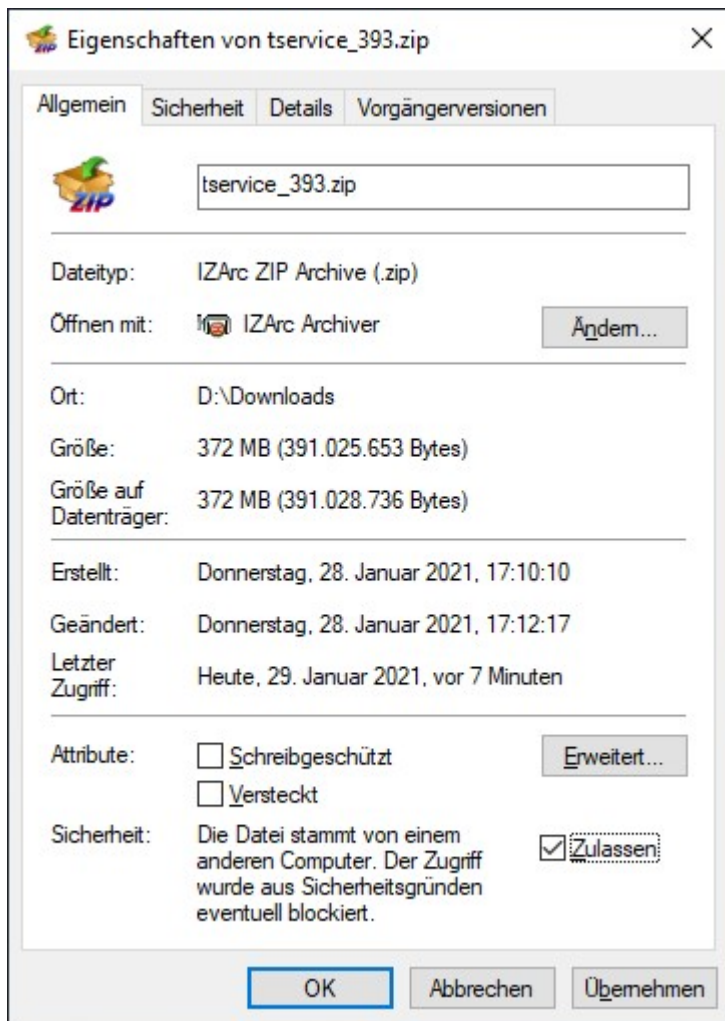 Eigenschaften von tservice_393.zip
Allgemein Sicherheit Details Vorgängerversionen
ZIP
tservice_393.zip
Dateityp: IZArc ZIP Archive (.zip)
Öffnen mit: IZArc Archiver Ändern...
Ort: D:\Downloads
Größe: 372 MB (391.025.653 Bytes)
Größe auf
Datenträger: 372 MB (391.028.736 Bytes)
Erstellt: Donnerstag, 28. Januar 2021, 17:10:10
Geändert: Donnerstag, 28. Januar 2021, 17:12:17
Letzter
Zugriff: Heute, 29. Januar 2021, vor 7 Minuten
Attribute: Schreibgeschützt Erweitert...
Versteckt
Sicherheit: Die Datei stammt von einem
anderen Computer. Der Zugriff
wurde aus Sicherheitsgründen
eventuell blockiert.
Zulassen
OK Abbrechen Übernehmen